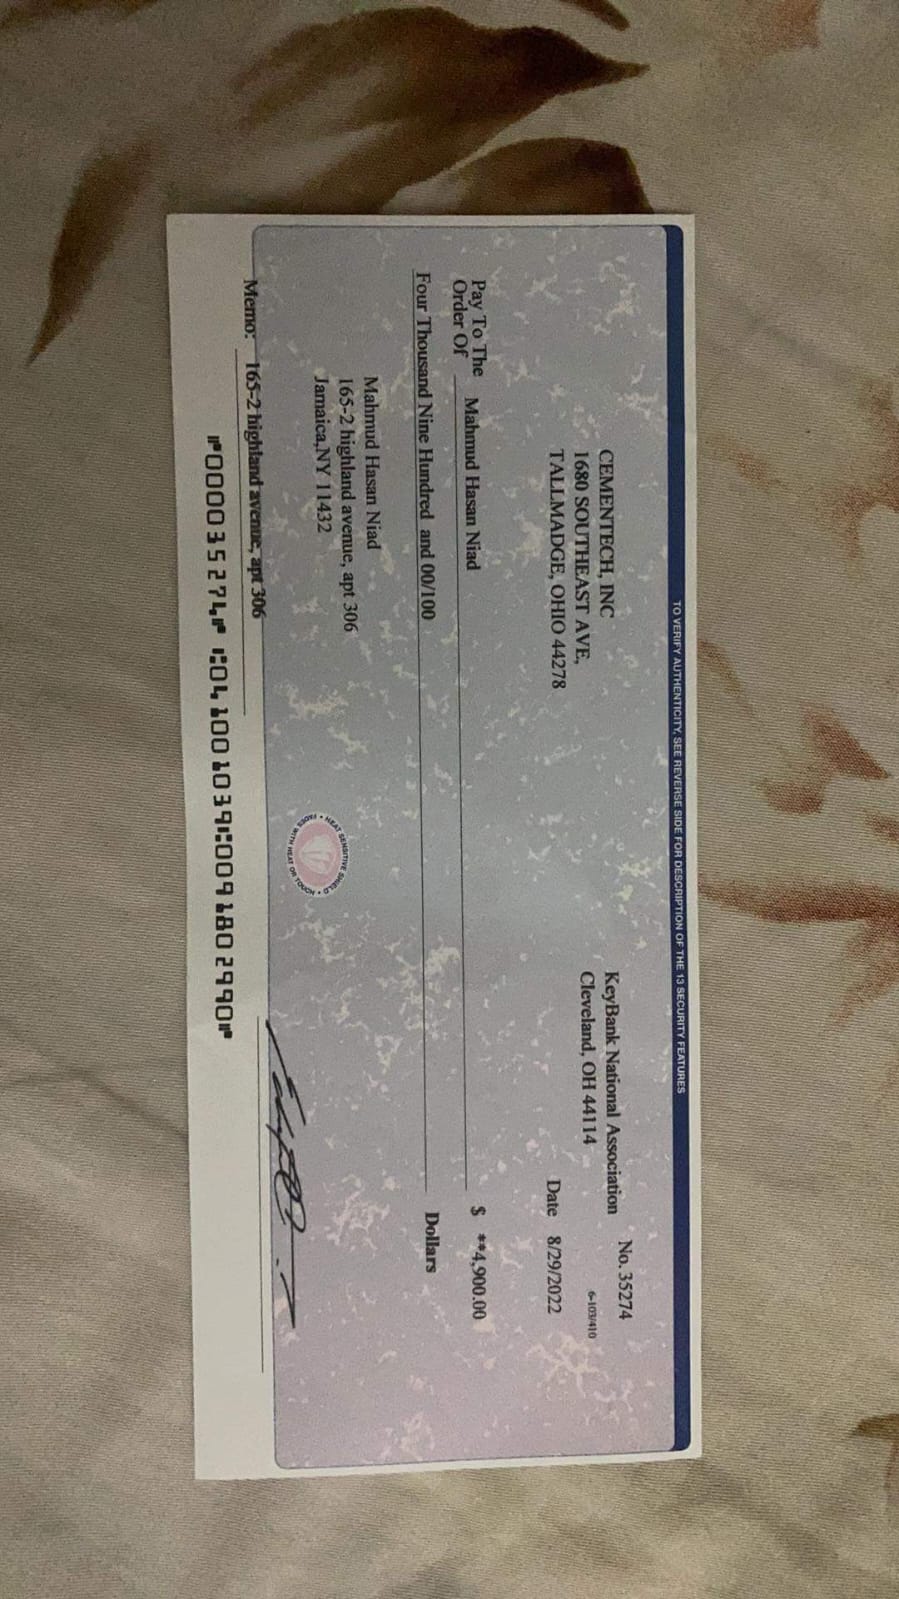 TO VERIFY AUTHENTICITY, SEE REVERSE SIDE FOR DESCRIPTION OF THE 13 SECURITY FEATURES
CEMENTECH, INC
1680 SOUTHEAST AVE,
TALLMADGE, OHIO 44278
KeyBank National Association
Cleveland, OH 44114
No. 35274
6-103/410
Date 8/29/2022
Pay To The
Order Of Mahmud Hasan Niad $ **4,900.00
Four Thousand Nine Hundred and 00/100 Dollars
Mahmud Hasan Niad
165-2 highland avenue, apt 306
Jamaica,NY 11432
HEAT SENSITIVE SHIELD
FADES WITH HEAT OR TOUCH
Memo: 165-2 highland avenue, apt 306
⑈000035274⑈ ⑆041001039⑆009180 2990⑈